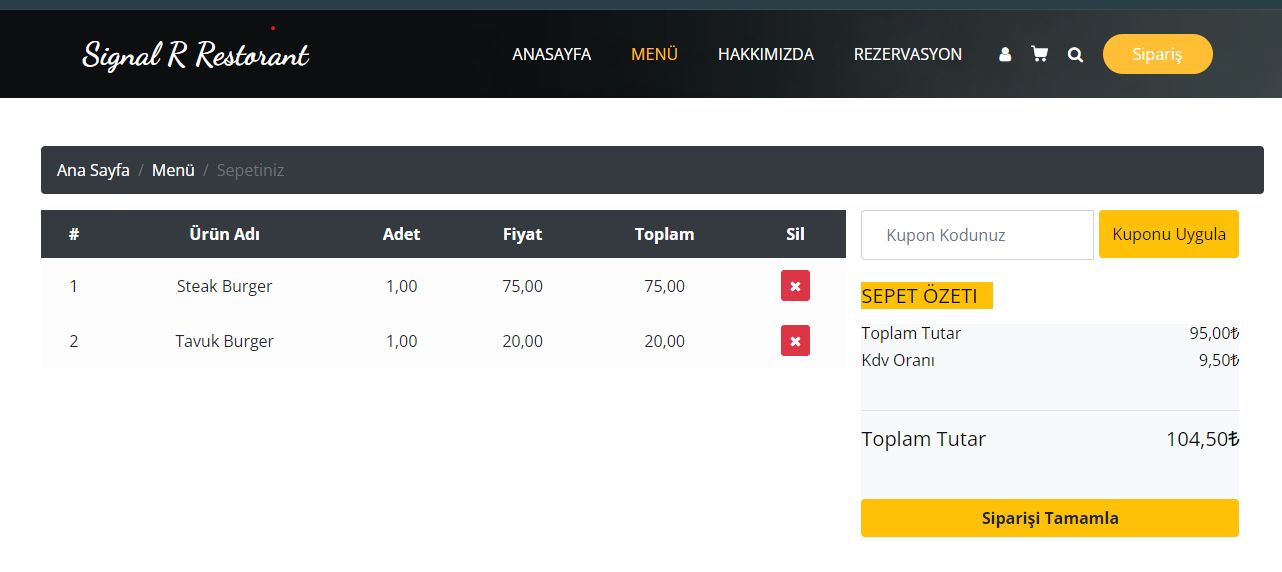 Signal R Restorant
ANASAYFA MENÜ HAKKIMIZDA REZERVASYON Sipariş
Ana Sayfa / Menü / Sepetiniz
# Ürün Adı Adet Fiyat Toplam Sil
1 Steak Burger 1,00 75,00 75,00
2 Tavuk Burger 1,00 20,00 20,00
Kupon Kodunuz Kuponu Uygula
SEPET ÖZETI
Toplam Tutar 95,00₺
Kdv Oranı 9,50₺
Toplam Tutar 104,50₺
Siparişi Tamamla